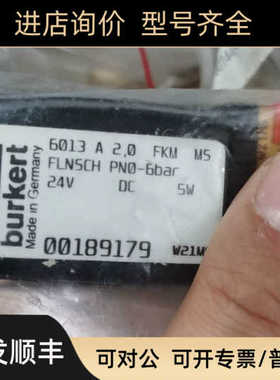 进店询价 型号齐全
burkert
Made in Germany
6013 A 2,0 FKM MS
FLNSCH PN0-6bar
24V DC 5W
00189179 W21M
发顺丰
可对公 可开专票/